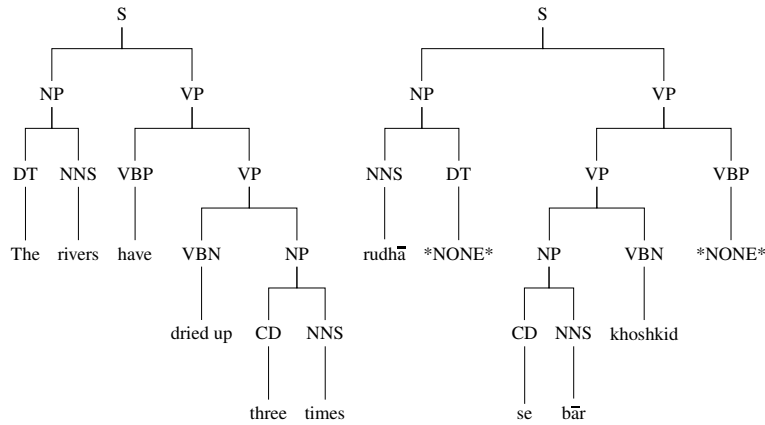 S S
NP VP NP VP
DT NNS VBP VP NNS DT VP VBP
The rivers have VBN NP rudhā *NONE* NP VBN *NONE*
dried up CD NNS CD NNS khoshkid
three times se bār